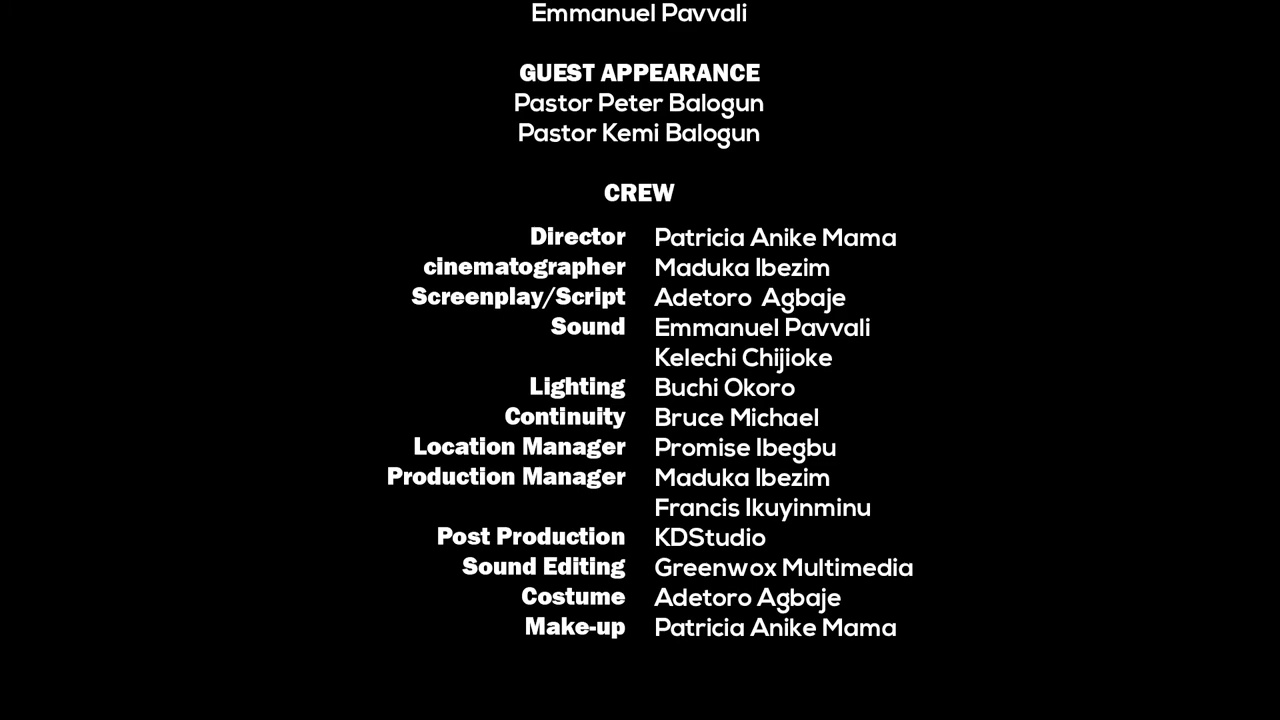 Emmanuel Pavvali
GUEST APPEARANCE
Pastor Peter Balogun
Pastor Kemi Balogun
CREW
Director Patricia Anike Mama
cinematographer Maduka Ibezim
Screenplay/Script Adetoro Agbaje
Sound Emmanuel Pavvali
Kelechi Chijioke
Lighting Buchi Okoro
Continuity Bruce Michael
Location Manager Promise Ibegbu
Production Manager Maduka Ibezim
Francis Ikuyinminu
Post Production KDStudio
Sound Editing Greenwox Multimedia
Costume Adetoro Agbaje
Make-up Patricia Anike Mama